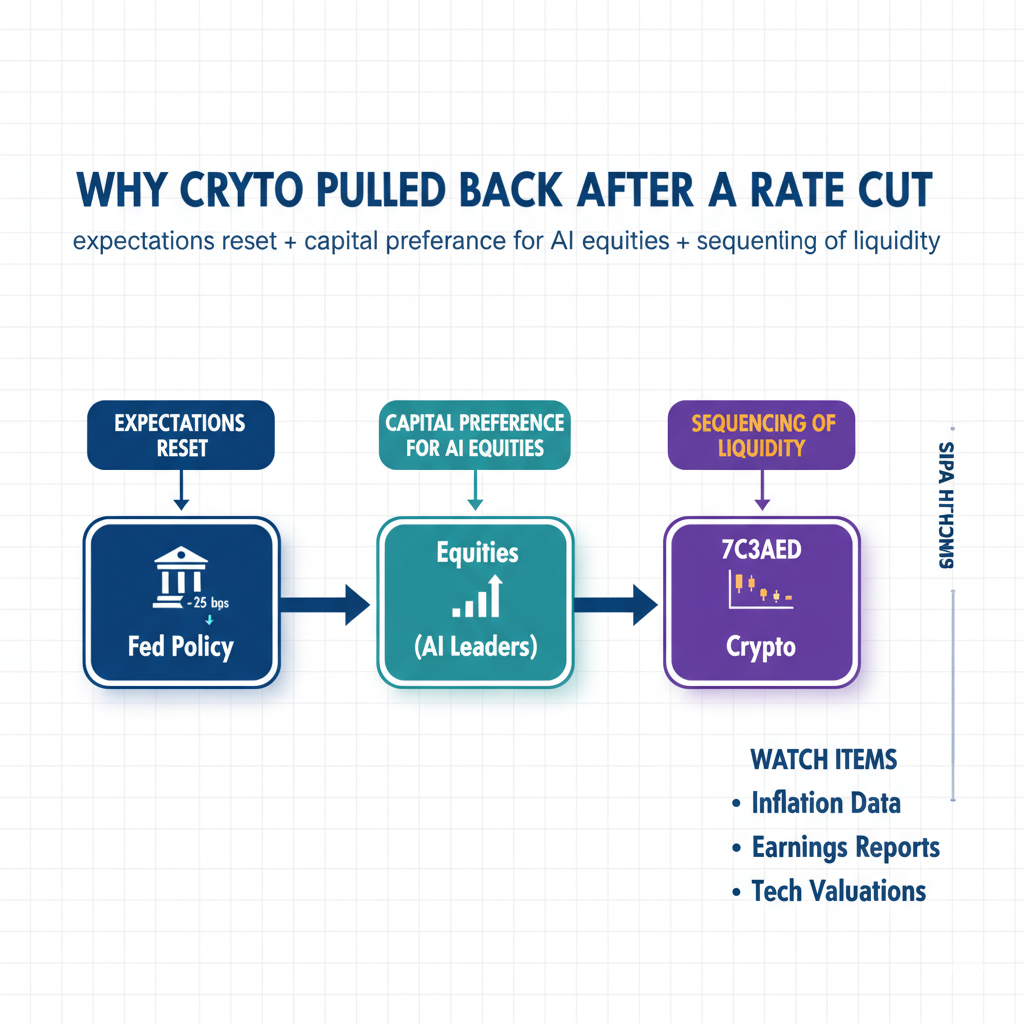 WHY CRYTO PULLED BACK AFTER A RATE CUT
expectations reset + capital preferance for AI equities + sequenting of liquidity
EXPECTATIONS
RESET
CAPITAL PREFERENCE
FOR AI EQUITIES
SEQUENCING OF
LIQUIDITY
-25 bps
Fed Policy
Equities
(AI Leaders)
7C3AED
Crypto
WATCH ITEMS
• Inflation Data
• Earnings Reports
• Tech Valuations